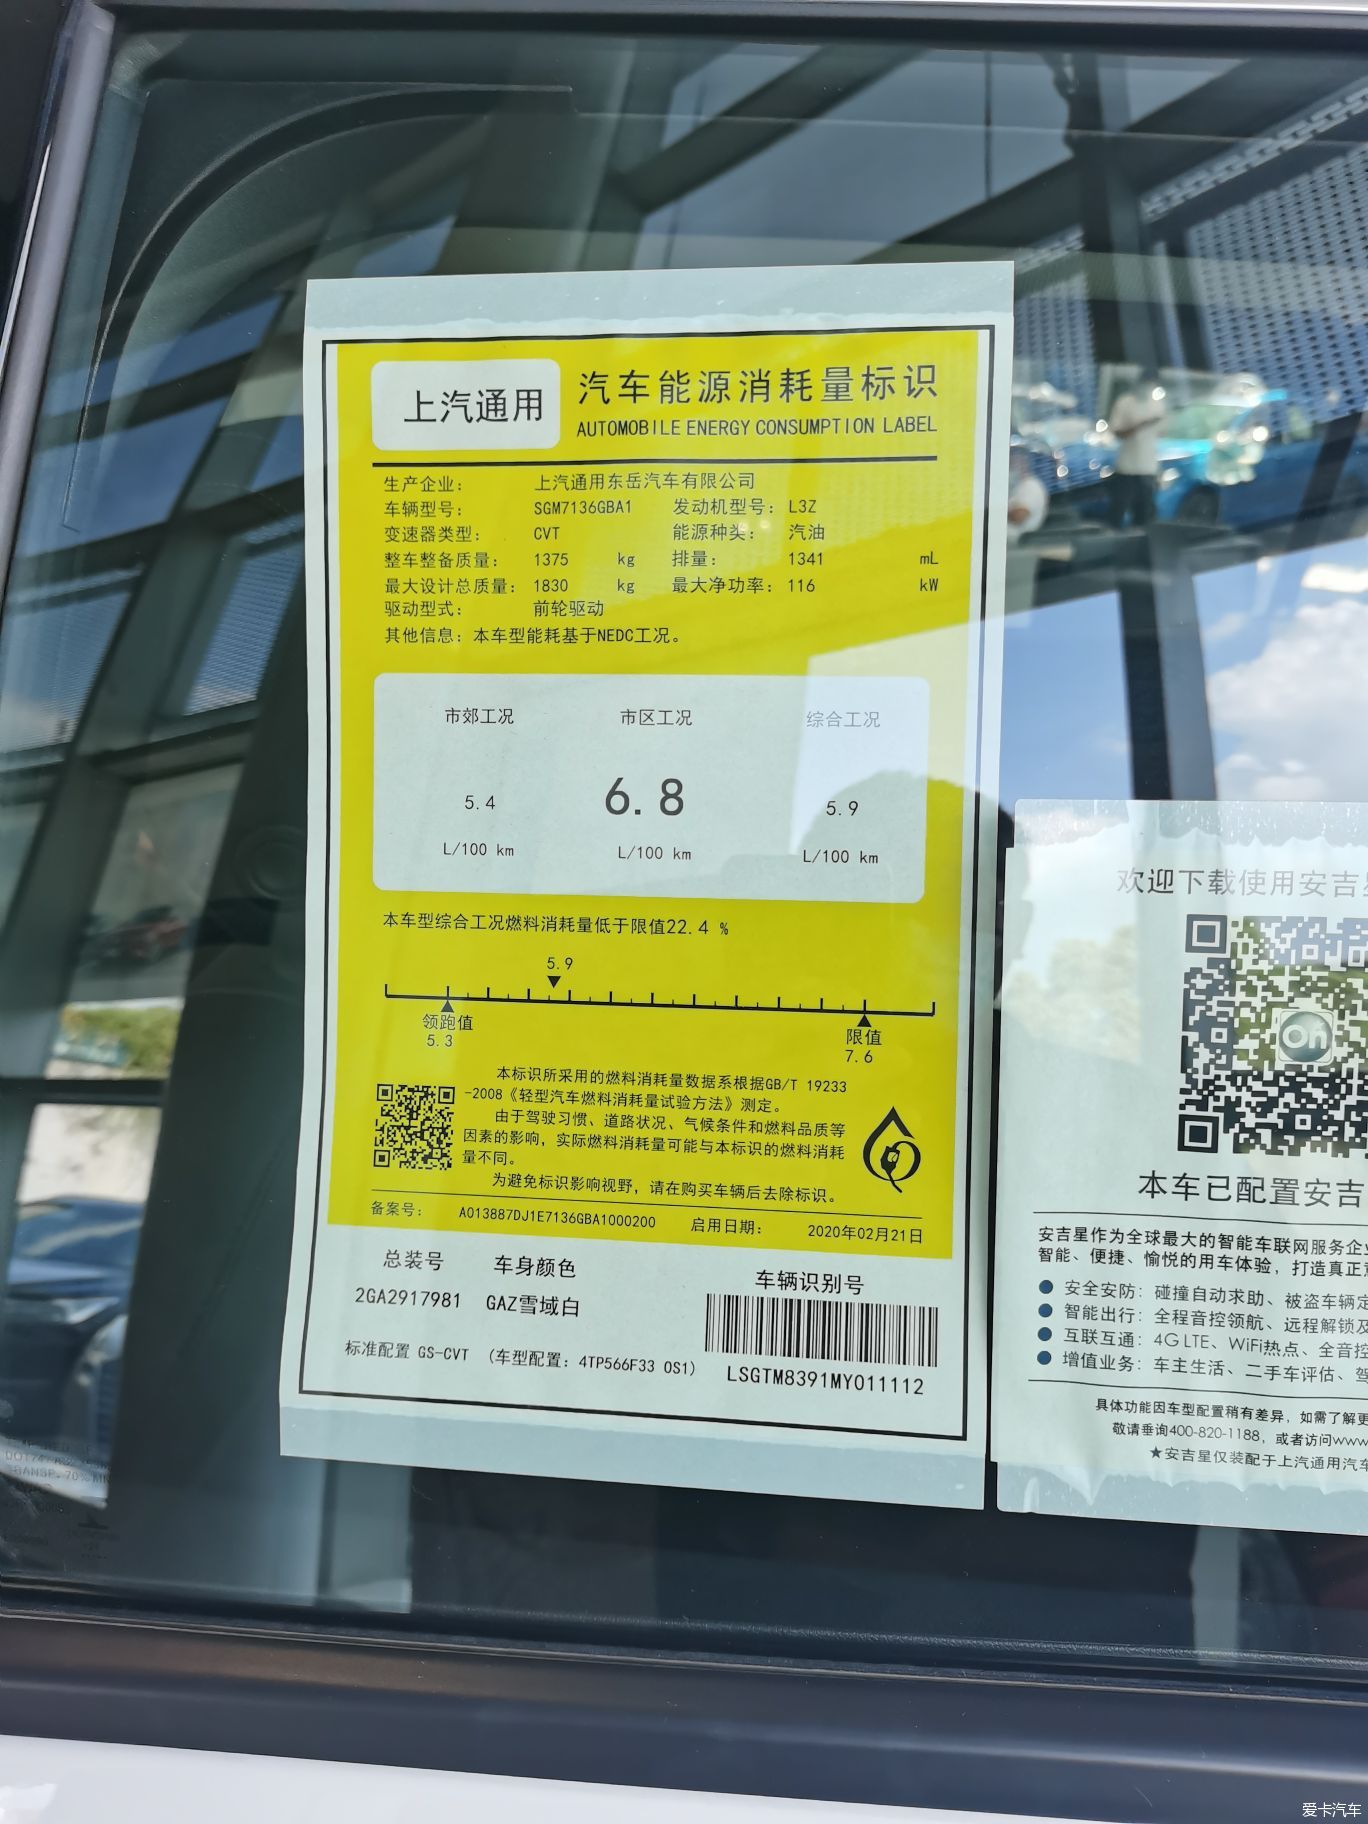 上汽通用
汽车能源消耗量标识
AUTOMOBILE ENERGY CONSUMPTION LABEL
生产企业: 上汽通用东岳汽车有限公司
车辆型号: SGM7136GBA1 发动机型号: L3Z
变速器类型: CVT 能源种类: 汽油
整车整备质量: 1375 kg 排量: 1341 mL
最大设计总质量: 1830 kg 最大净功率: 116 kW
驱动型式: 前轮驱动
其他信息: 本车型能耗基于NEDC工况。
市郊工况 市区工况 综合工况
5.4 6.8 5.9
L/100 km L/100 km L/100 km
本车型综合工况燃料消耗量低于限值22.4 %
5.9
领跑值 限值
5.3 7.6
本标识所采用的燃料消耗量数据系根据GB/T 19233
-2008《轻型汽车燃料消耗量试验方法》测定。
由于驾驶习惯、道路状况、气候条件和燃料品质等
因素的影响,实际燃料消耗量可能与本标识的燃料消耗
量不同。
为避免标识影响视野,请在购买车辆后去除标识。
备案号: A013887DJ1E7136GBA1000200 启用日期: 2020年02月21日
总装号 车身颜色 车辆识别号
2GA2917981 GAZ雪域白
标准配置 GS-CVT (车型配置: 4TP566F33 OS1)
LSGTM8391MY011112
欢迎下载使用安吉
On
本车已配置安吉
安吉星作为全球最大的智能车联网服务企
智能、便捷、愉悦的用车体验,打造真正
安全安防: 碰撞自动求助、被盗车辆定
智能出行: 全程音控领航、远程解锁及
互联互通: 4G LTE、WiFi热点、全音控
增值业务: 车主生活、二手车评估、驾
具体功能因车型配置稍有差异,如需了解更
敬请垂询400-820-1188,或者访问www
★安吉星仅装配于上汽通用汽车
爱卡汽车